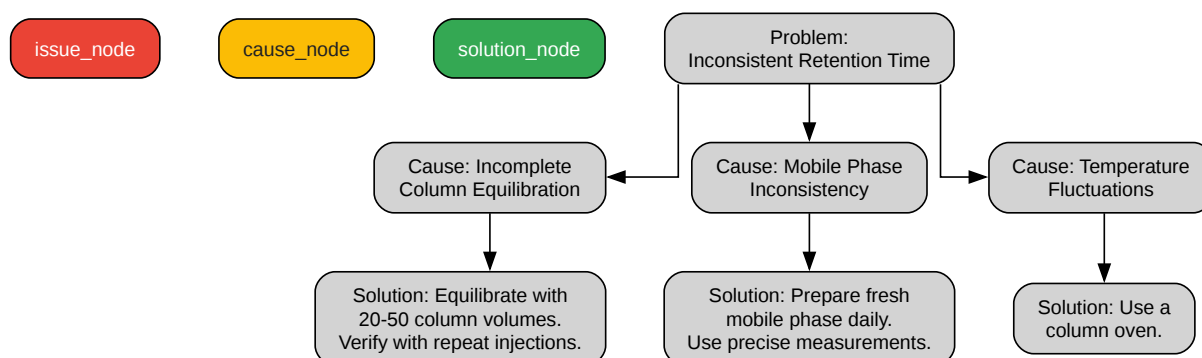 issue_node
cause_node
solution_node
Problem:
Inconsistent Retention Time
Cause: Incomplete
Column Equilibration
Cause: Mobile Phase
Inconsistency
Cause: Temperature
Fluctuations
Solution: Equilibrate with
20-50 column volumes.
Verify with repeat injections.
Solution: Prepare fresh
mobile phase daily.
Use precise measurements.
Solution: Use a
column oven.